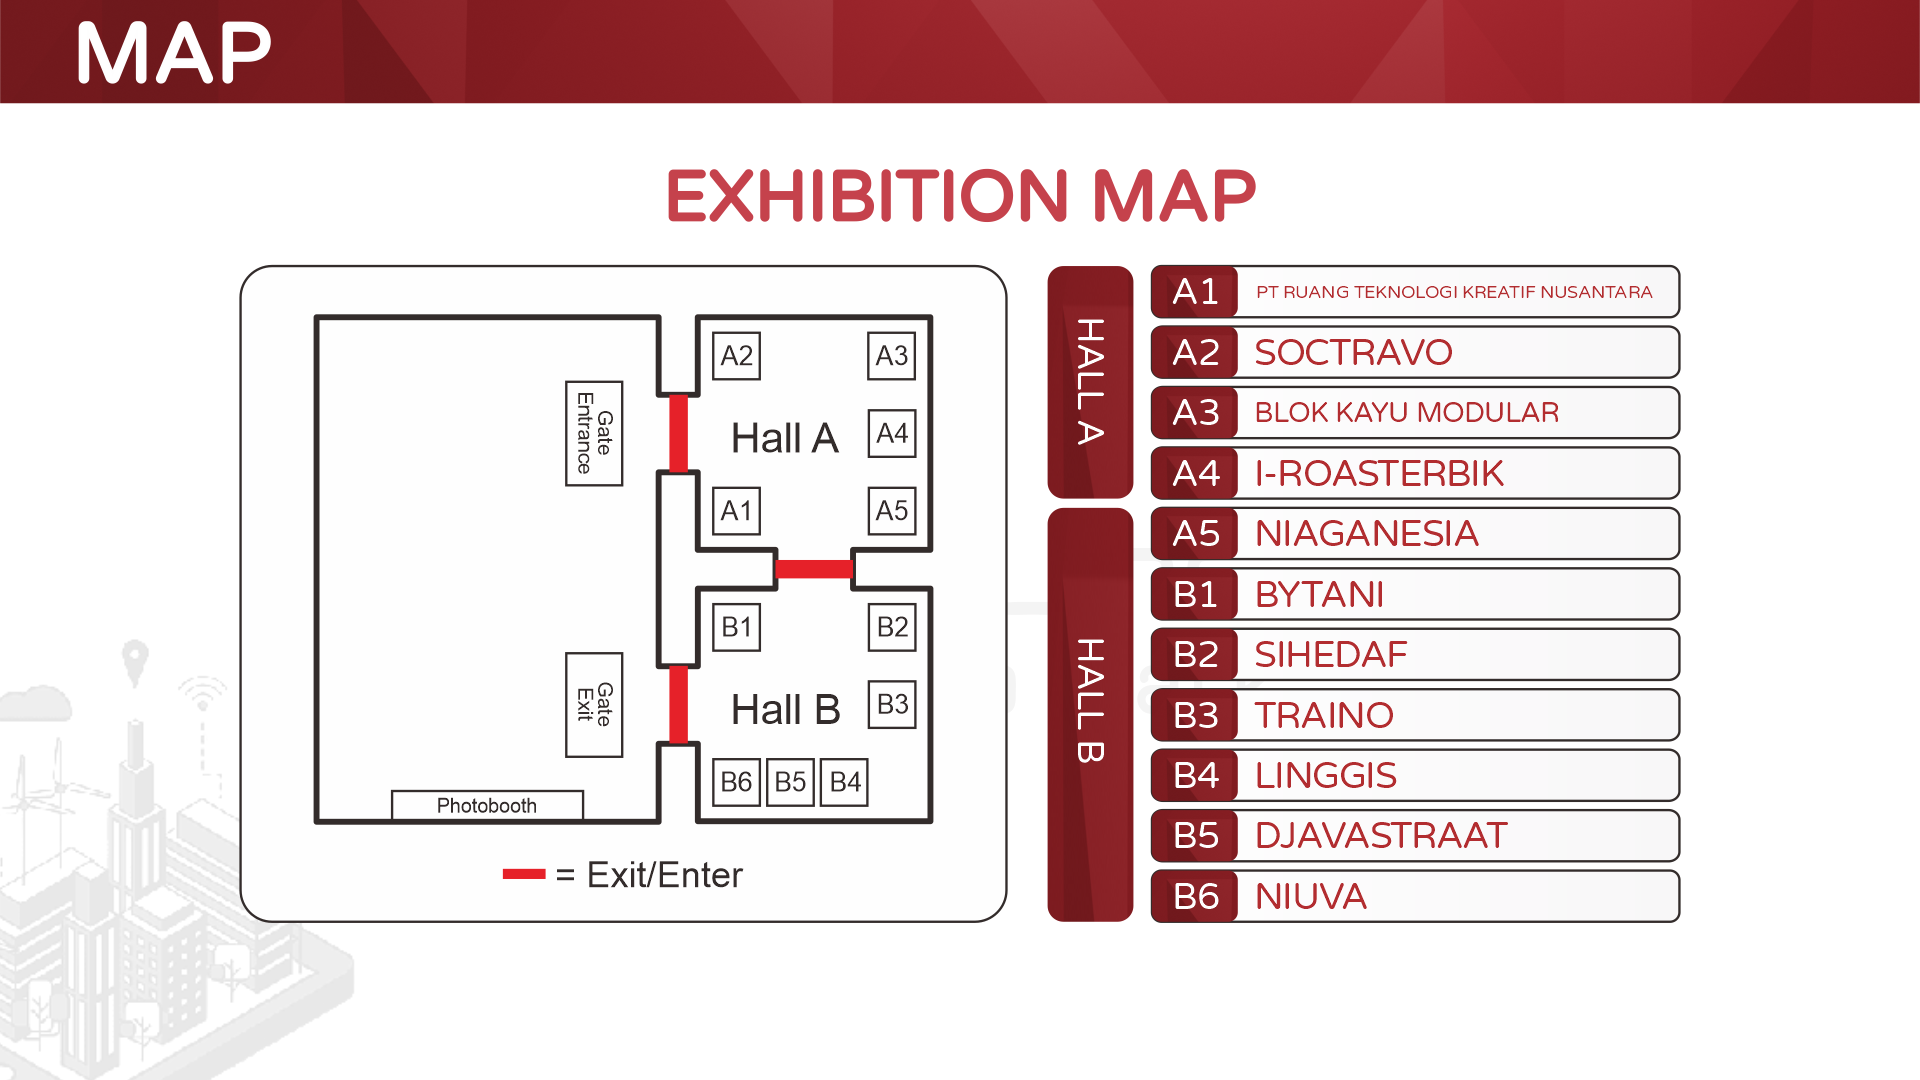 MAP
EXHIBITION MAP
A2
A3
Gate
Entrance
Hall A
A4
A1
A5
B1
B2
Gate
Exit
Hall B
B3
B6
B5
B4
Photobooth
= Exit/Enter
HALL A
HALL B
A1 PT RUANG TEKNOLOGI KREATIF NUSANTARA
A2 SOCTRAVO
A3 BLOK KAYU MODULAR
A4 I-ROASTERBIK
A5 NIAGANESIA
B1 BYTANI
B2 SIHEDAF
B3 TRAINO
B4 LINGGIS
B5 DJAVASTRAAT
B6 NIUVA